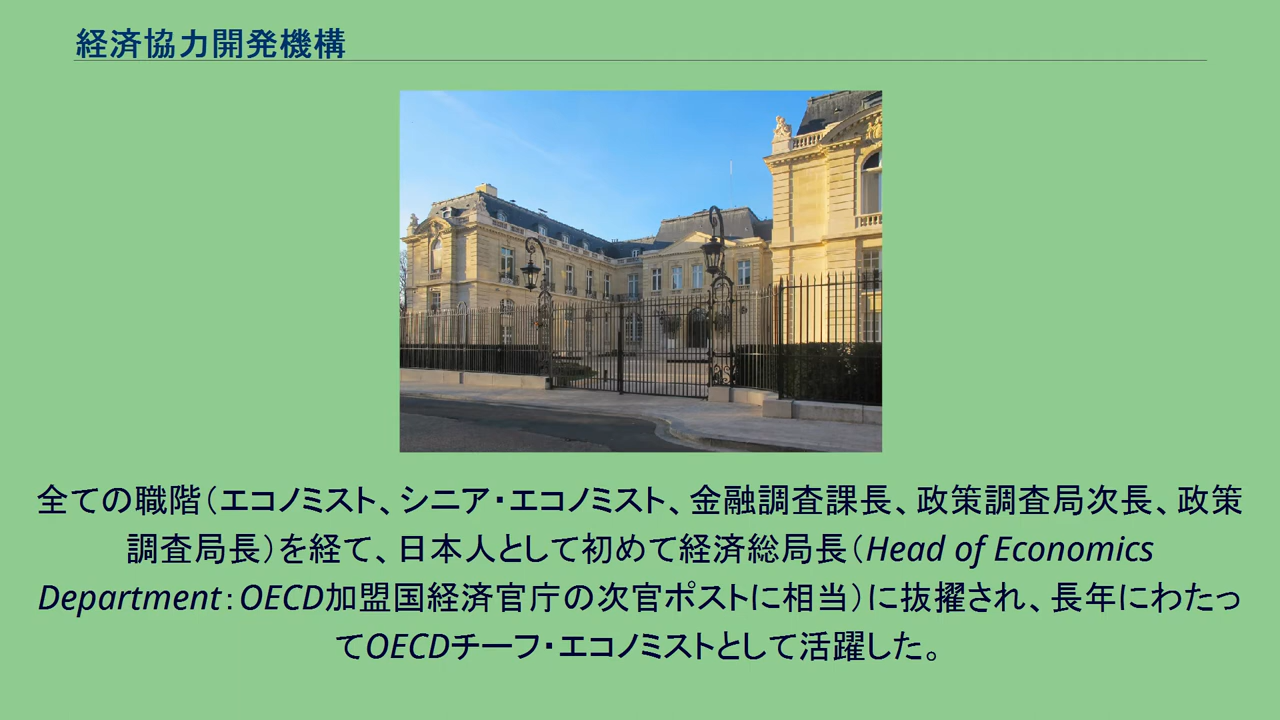 経済協力開発機構
全ての職階（エコノミスト、シニア・エコノミスト、金融調査課長、政策調査局次長、政策
調査局長）を経て、日本人として初めて経済総局長（Head of Economics
Department：OECD加盟国経済官庁の次官ポストに相当）に抜擢され、長年にわたっ
てOECDチーフ・エコノミストとして活躍した。